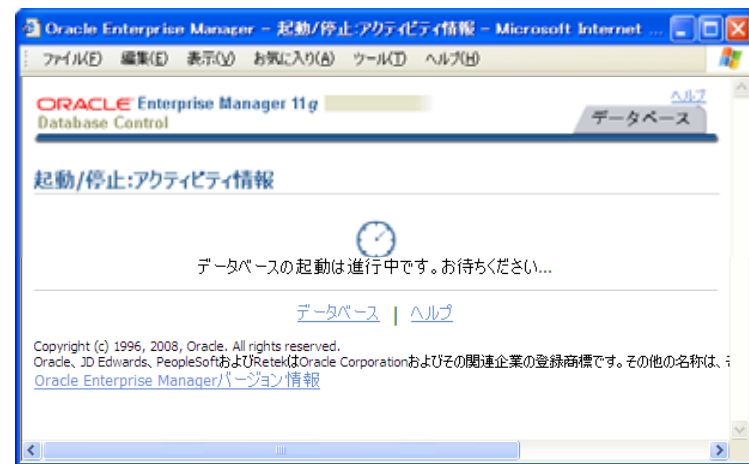 Oracle Enterprise Manager - 起動/停止:アクティビティ情報 - Microsoft Internet ...
ファイル(F) 編集(E) 表示(V) お気に入り(A) ツール(T) ヘルプ(H)
ORACLE Enterprise Manager 11g
Database Control
ヘルプ
データベース
起動/停止:アクティビティ情報
データベースの起動は進行中です。お待ちください...
データベース | ヘルプ
Copyright (c) 1996, 2008, Oracle. All rights reserved.
Oracle、JD Edwards、PeopleSoftおよびRetekはOracle Corporationおよびその関連企業の登録商標です。その他の名称は、
Oracle Enterprise Managerバージョン情報